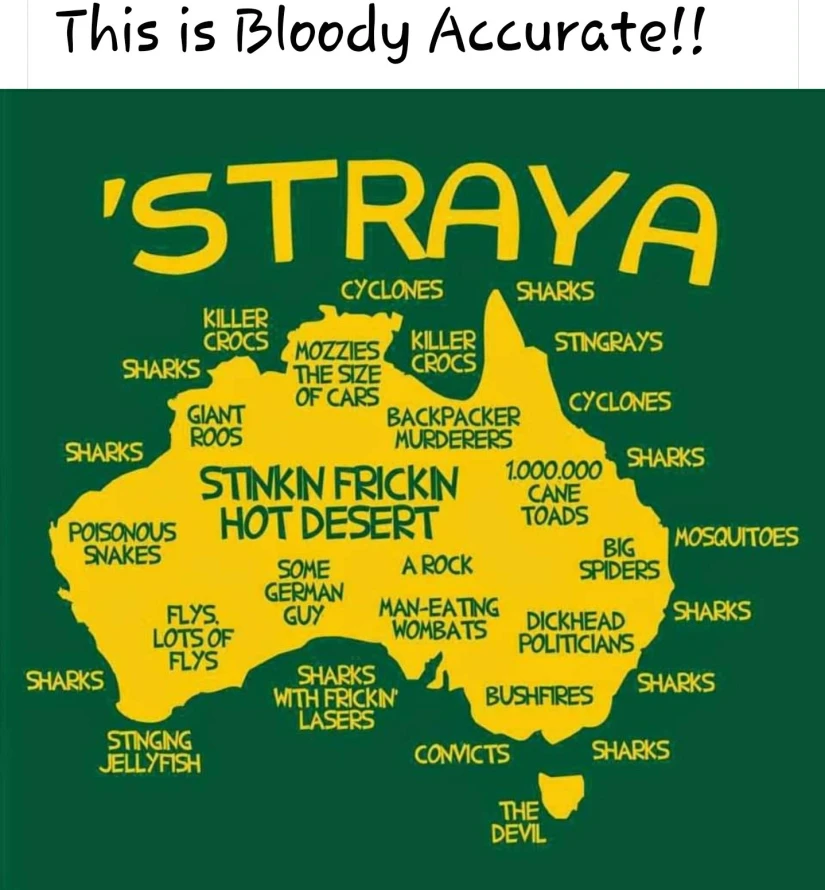 This is Bloody Accurate!!
'STRAYA
CYCLONES
SHARKS
KILLER
CROCS
MOZZIES
THE SIZE
OF CARS
KILLER
CROCS
STINGRAYS
SHARKS
GIANT
ROOS
BACKPACKER
MURDERERS
CYCLONES
SHARKS
STINKIN FRICKIN
HOT DESERT
1.000.000
CANE
TOADS
SHARKS
POISONOUS
SNAKES
SOME
GERMAN
GUY
A ROCK
BIG
SPIDERS
MOSQUITOES
FLYS,
LOTS OF
FLYS
MAN-EATING
WOMBATS
DICKHEAD
POLITICIANS
SHARKS
SHARKS
SHARKS
WITH FRICKIN'
LASERS
BUSHFIRES
SHARKS
STINGING
JELLYFISH
CONVICTS
SHARKS
THE
DEVIL